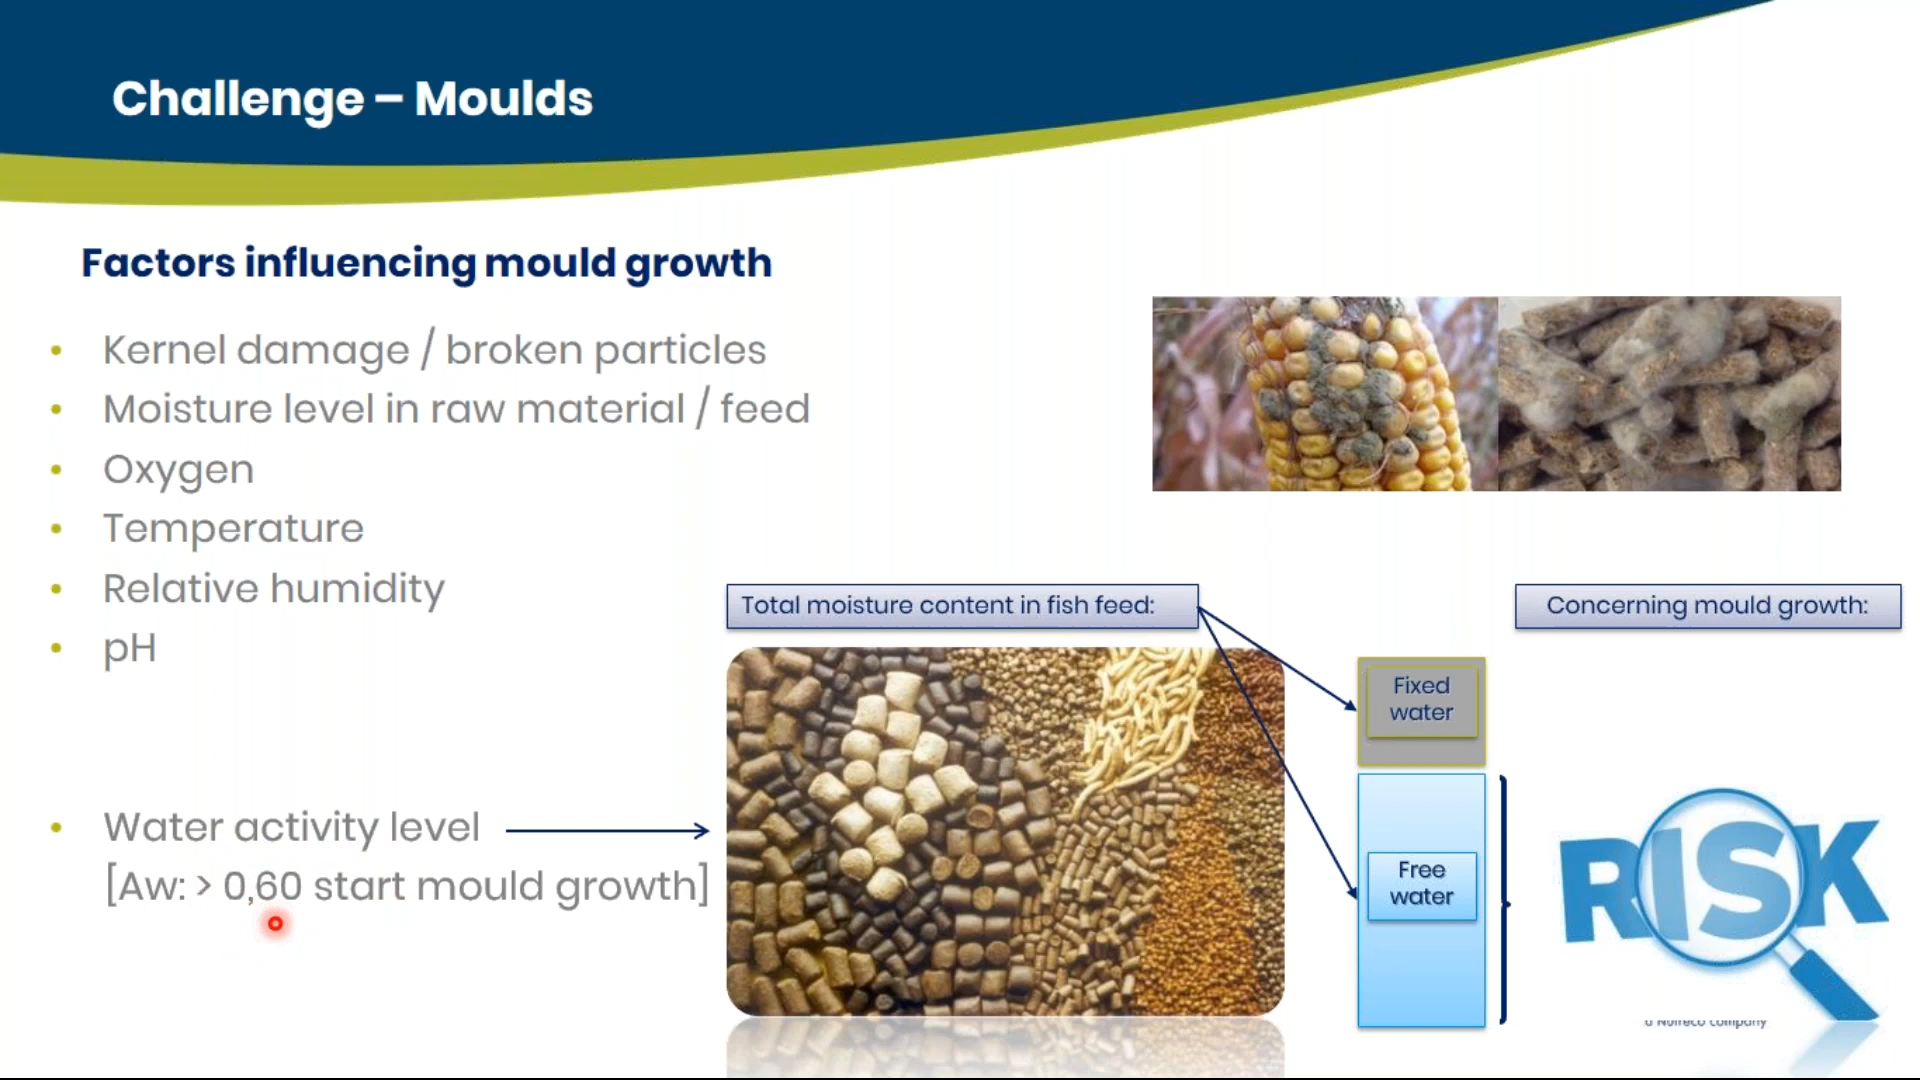 Challenge – Moulds
Factors influencing mould growth
• Kernel damage / broken particles
• Moisture level in raw material / feed
• Oxygen
• Temperature
• Relative humidity
• pH
• Water activity level
[Aw: > 0,60 start mould growth]
Total moisture content in fish feed:
Fixed
water
Free
water
Concerning mould growth:
RISK
a Nutreco company